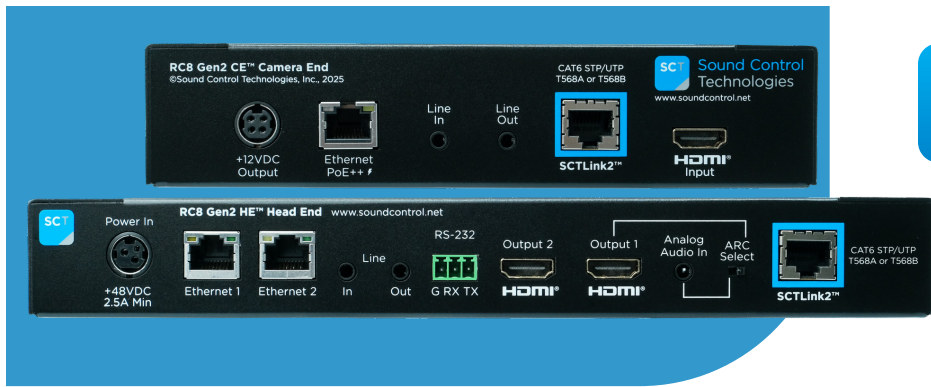 RC8 Gen2 CE™ Camera End
©Sound Control Technologies, Inc., 2025
+12VDC
Output
Ethernet
PoE++
Line
In
Line
Out
CAT6 STP/UTP
T568A or T568B
SCTLink2™
SCT
Sound Control
Technologies
www.soundcontrol.net
HDMI®
Input
SCT
Power In
+48VDC
2.5A Min
RC8 Gen2 HE™ Head End www.soundcontrol.net
Ethernet 1
Ethernet 2
Line
In
Out
RS-232
G RX TX
Output 2
HDMI®
Output 1
HDMI®
Analog
Audio In
ARC
Select
SCTLink2™
CAT6 STP/UTP
T568A or T568B